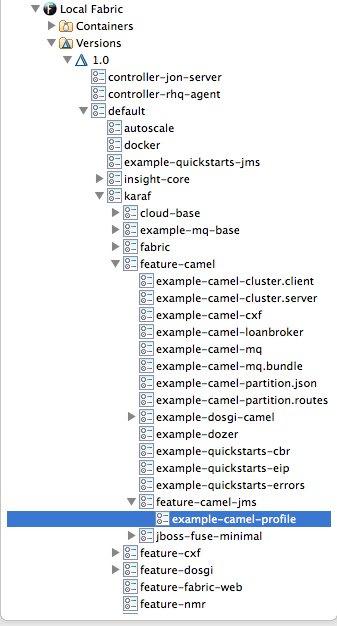 Local Fabric
Containers
Versions
1.0
controller-jon-server
controller-rhq-agent
default
autoscale
docker
example-quickstarts-jms
insight-core
karaf
cloud-base
example-mq-base
fabric
feature-camel
example-camel-cluster.client
example-camel-cluster.server
example-camel-cxf
example-camel-loanbroker
example-camel-mq
example-camel-mq.bundle
example-camel-partition.json
example-camel-partition.routes
example-dosgi-camel
example-dozer
example-quickstarts-cbr
example-quickstarts-eip
example-quickstarts-errors
feature-camel-jms
example-camel-profile
jboss-fuse-minimal
feature-cxf
feature-dosgi
feature-fabric-web
feature-nmr